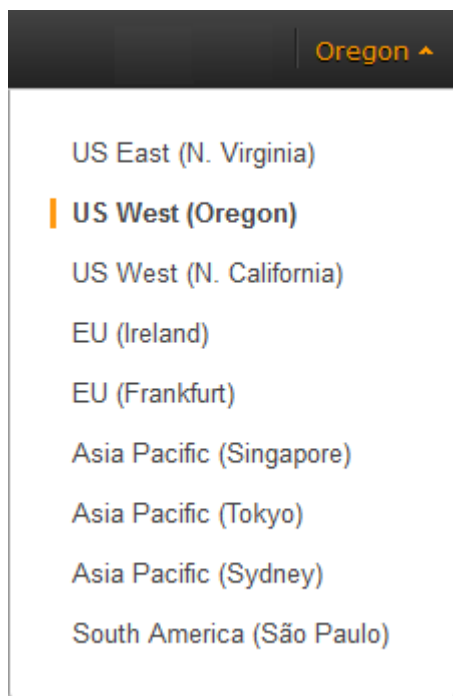 Oregon
US East (N. Virginia)
US West (Oregon)
US West (N. California)
EU (Ireland)
EU (Frankfurt)
Asia Pacific (Singapore)
Asia Pacific (Tokyo)
Asia Pacific (Sydney)
South America (São Paulo)